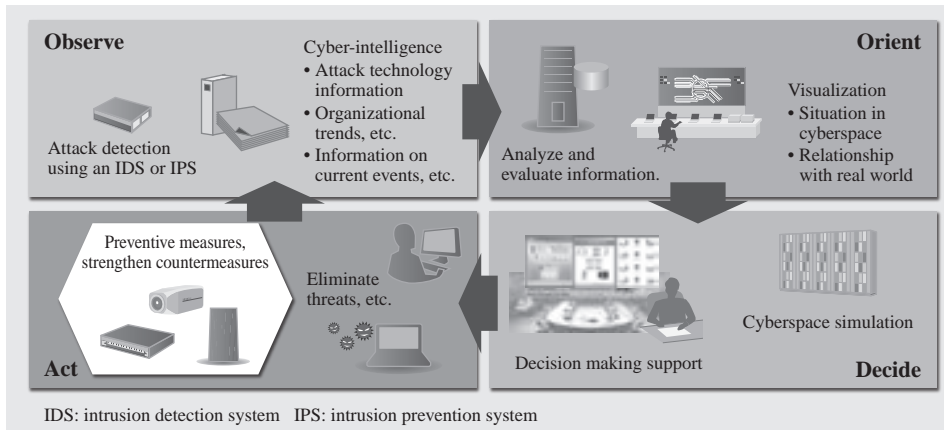 Observe
Attack detection
using an IDS or IPS
Cyber-intelligence
• Attack technology
information
• Organizational
trends, etc.
• Information on
current events, etc.
Orient
Analyze and
evaluate information.
Visualization
• Situation in
cyberspace
• Relationship
with real world
Preventive measures,
strengthen countermeasures
Eliminate
threats, etc.
Act
Decision making support
Cyberspace simulation
Decide
IDS: intrusion detection system IPS: intrusion prevention system